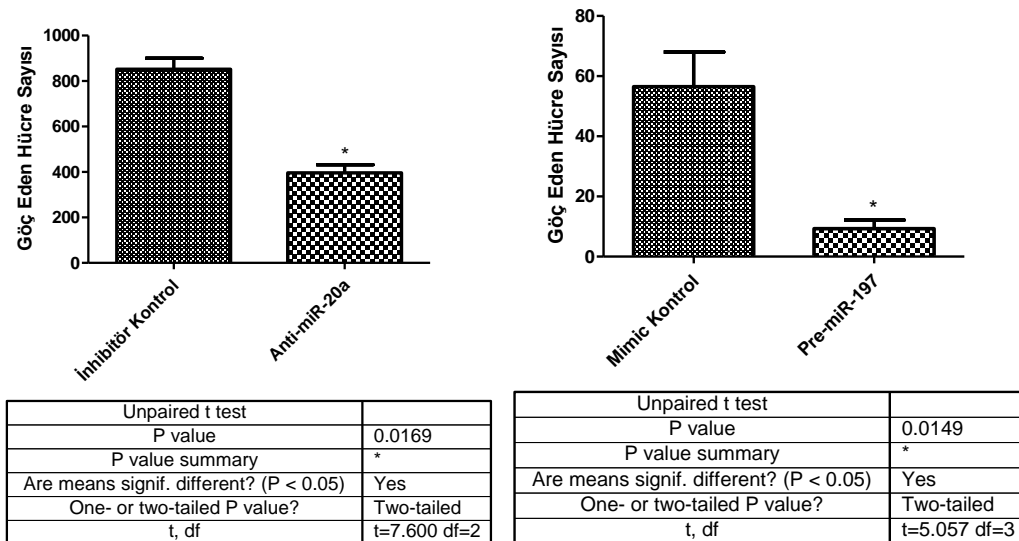 Göç Eden Hücre Sayısı
1000
800
600
400
200
0
*
İnhibitör Kontrol
Anti-miR-20a
Göç Eden Hücre Sayısı
80
60
40
20
0
*
Mimic Kontrol
Pre-miR-197
Unpaired t test
P value 0.0169
P value summary *
Are means signif. different? (P < 0.05) Yes
One- or two-tailed P value? Two-tailed
t, df t=7.600 df=2
Unpaired t test
P value 0.0149
P value summary *
Are means signif. different? (P < 0.05) Yes
One- or two-tailed P value? Two-tailed
t, df t=5.057 df=3